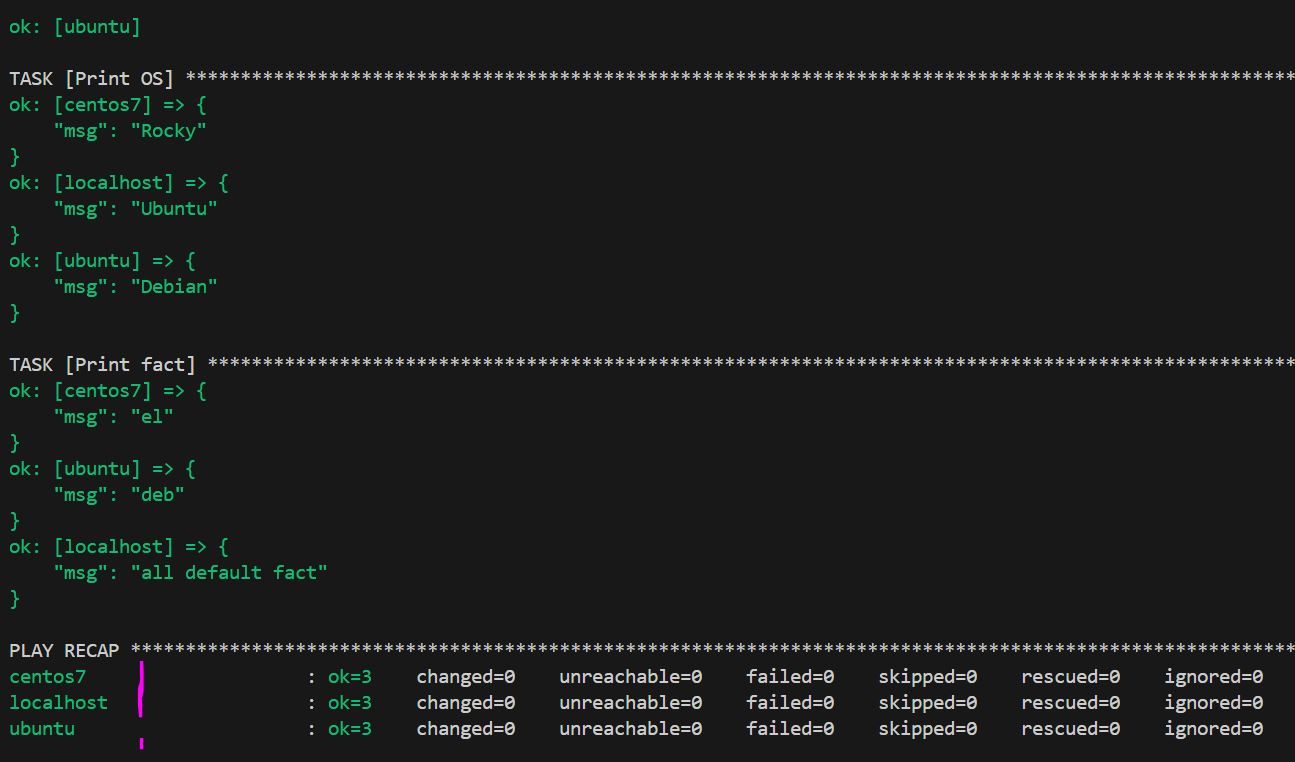 ok: [ubuntu]
TASK [Print OS] *****************************************************************************************************
ok: [centos7] => {
    "msg": "Rocky"
}
ok: [localhost] => {
    "msg": "Ubuntu"
}
ok: [ubuntu] => {
    "msg": "Debian"
}
TASK [Print fact] ***************************************************************************************************
ok: [centos7] => {
    "msg": "el"
}
ok: [ubuntu] => {
    "msg": "deb"
}
ok: [localhost] => {
    "msg": "all default fact"
}
PLAY RECAP **********************************************************************************************************
centos7                    : ok=3    changed=0    unreachable=0    failed=0    skipped=0    rescued=0    ignored=0
localhost                  : ok=3    changed=0    unreachable=0    failed=0    skipped=0    rescued=0    ignored=0
ubuntu                     : ok=3    changed=0    unreachable=0    failed=0    skipped=0    rescued=0    ignored=0